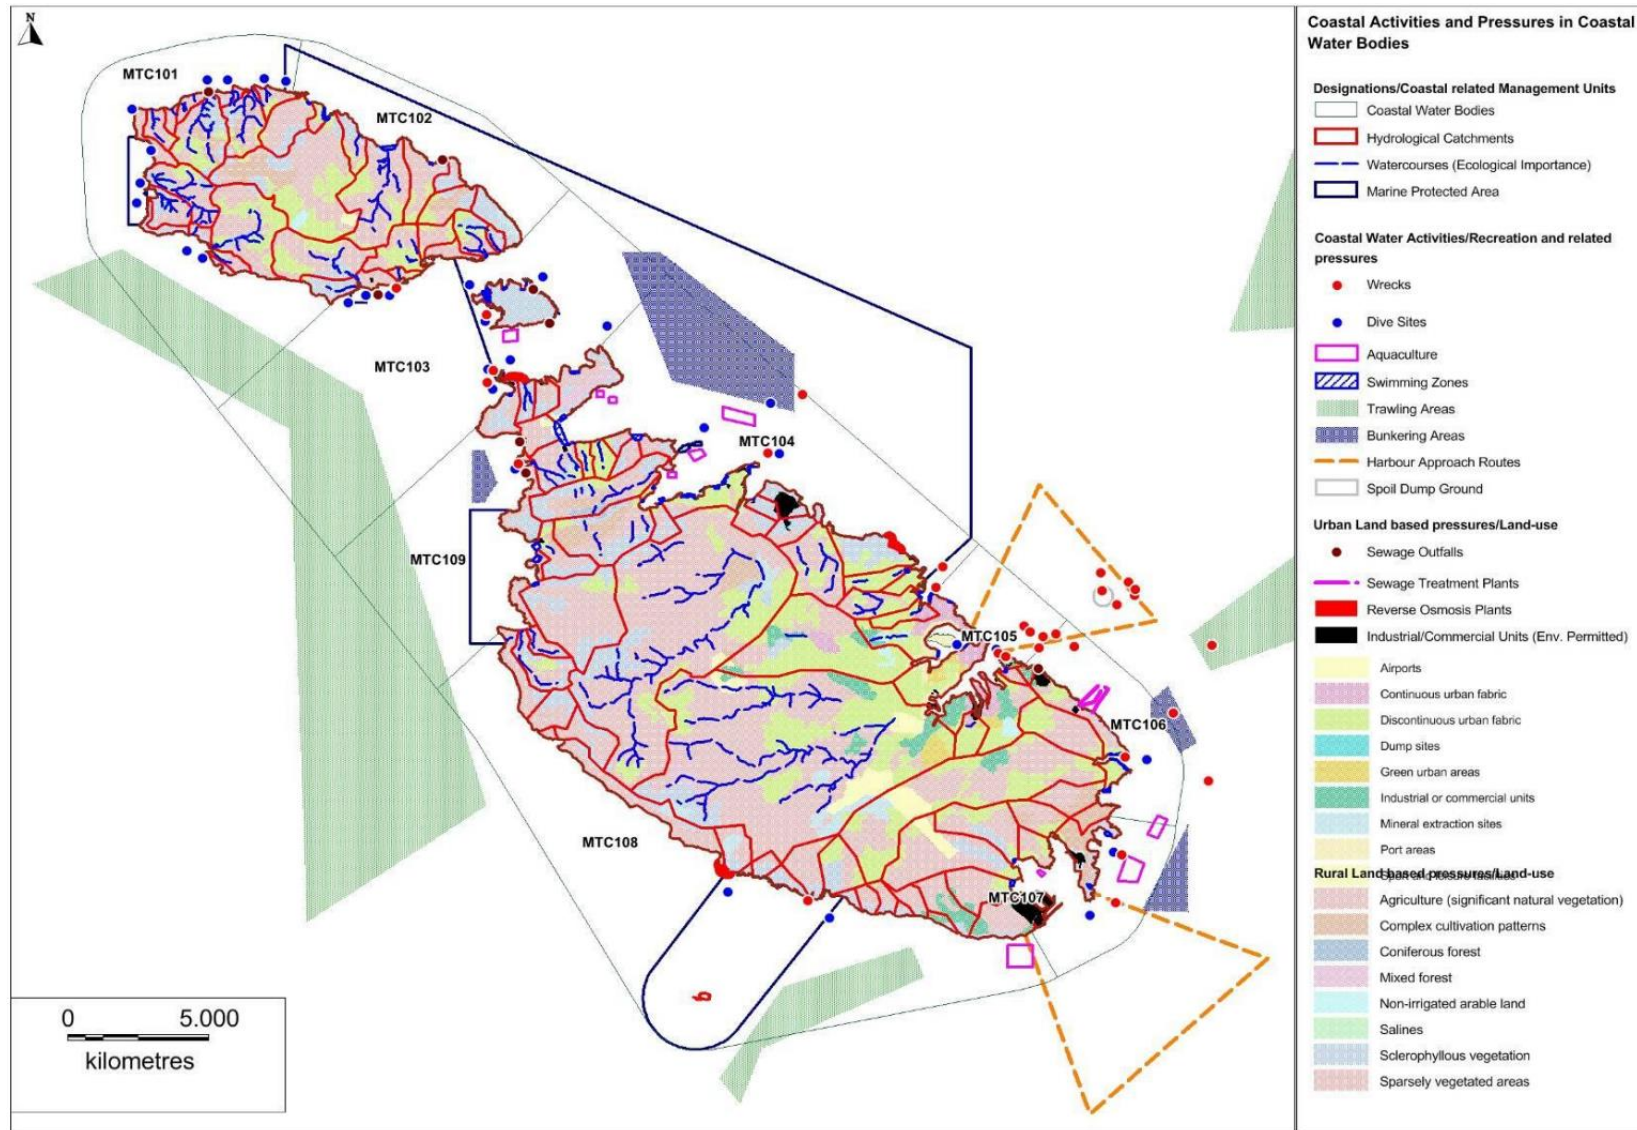 N
MTC101
MTC102
MTC103
MTC104
MTC109
MTC105
MTC106
MTC108
MTC107
0 5.000
kilometres
Coastal Activities and Pressures in Coastal
Water Bodies
Designations/Coastal related Management Units
Coastal Water Bodies
Hydrological Catchments
Watercourses (Ecological Importance)
Marine Protected Area
Coastal Water Activities/Recreation and related
pressures
Wrecks
Dive Sites
Aquaculture
Swimming Zones
Trawling Areas
Bunkering Areas
Harbour Approach Routes
Spoil Dump Ground
Urban Land based pressures/Land-use
Sewage Outfalls
Sewage Treatment Plants
Reverse Osmosis Plants
Industrial/Commercial Units (Env. Permitted)
Airports
Continuous urban fabric
Discontinuous urban fabric
Dump sites
Green urban areas
Industrial or commercial units
Mineral extraction sites
Port areas
Rural Land based pressures/Land-use
Agriculture (significant natural vegetation)
Complex cultivation patterns
Coniferous forest
Mixed forest
Non-irrigated arable land
Salines
Sclerophyllous vegetation
Sparsely vegetated areas